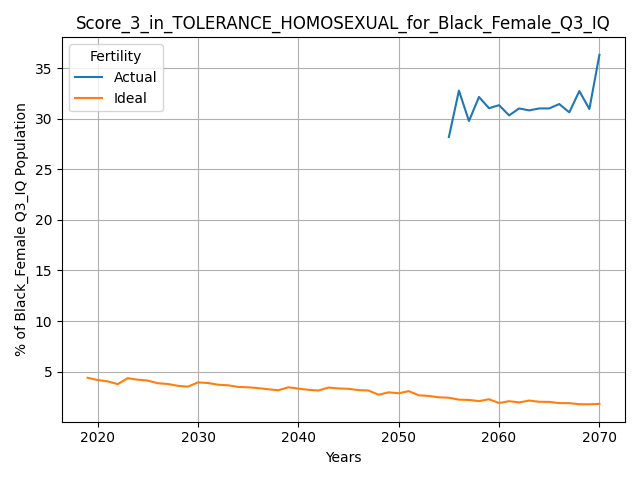 Score_3_in_TOLERANCE_HOMOSEXUAL_for_Black_Female_Q3_IQ
Fertility
Actual
Ideal
% of Black_Female Q3_IQ Population
35
30
25
20
15
10
5
2020 2030 2040 2050 2060 2070
Years